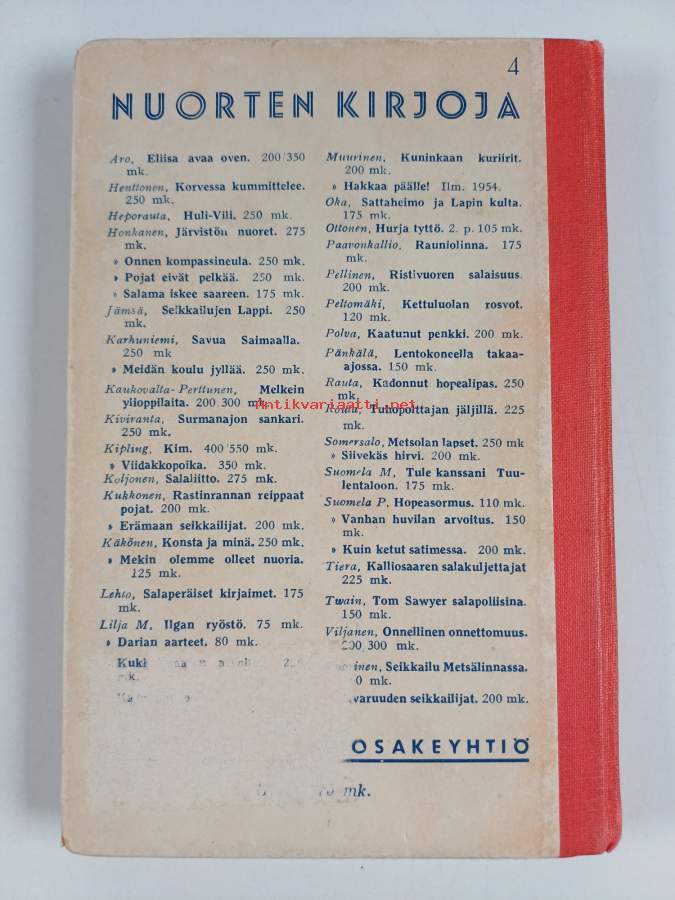 4
NUORTEN KIRJOJA
Aro, Eliisa avaa oven. 200/350
mk.
Henttonen, Korvessa kummittelee.
250 mk.
Heporauta, Huli-Vili. 250 mk.
Honkanen, Järvistön nuoret. 275
mk.
» Onnen kompassineula. 250 mk.
» Pojat eivät pelkää. 250 mk.
» Salama iskee saareen. 175 mk.
Jämsä, Seikkailujen Lappi. 250
mk.
Karhuniemi, Savua Saimaalla.
250 mk
» Meidän koulu jyllää. 250 mk.
Kaukovalta-Perttunen, Melkein
ylioppilaita. 200 300 mk.
Kiviranta, Surmanajon sankari.
250 mk.
Kipling, Kim. 400/550 mk.
» Viidakkopoika. 350 mk.
Koljonen, Salaliitto. 275 mk.
Kukkonen, Rastinrannan reippaat
pojat. 200 mk.
» Erämaan seikkailijat. 200 mk.
Käkönen, Konsta ja minä. 250 mk.
» Mekin olemme olleet nuoria.
125 mk.
Lehto, Salaperäiset kirjaimet. 175
mk.
Lilja M, Ilgan ryöstö. 75 mk.
» Darian aarteet. 80 mk.
Muurinen, Kuninkaan kuriirit.
200 mk.
» Hakkaa päälle! Ilm. 1954.
Oka, Sattaheimo ja Lapin kulta.
175 mk.
Ottonen, Hurja tyttö. 2. p. 105 mk.
Paavonkallio, Rauniolinna. 175
mk.
Pellinen, Ristivuoren salaisuus.
200 mk.
Peltomäki, Kettuluolan rosvot.
120 mk.
Polva, Kaatunut penkki. 200 mk.
Pänkälä, Lentokoneella takaa-
ajossa. 150 mk.
Rauta, Kadonnut hopealipas. 250
mk.
Tuhopolttajan jäljillä. 225
mk.
Somersalo, Metsolan lapset. 250 mk
» Siivekäs hirvi. 200 mk.
Suomela M, Tule kanssani Tuu-
lentaloon. 175 mk.
Suomela P, Hopeasormus. 110 mk.
» Vanhan huvilan arvoitus. 150
mk.
» Kuin ketut satimessa. 200 mk.
Tiera, Kalliosaaren salakuljettajat
225 mk.
Twain, Tom Sawyer salapoliisina.
150 mk.
Viljanen, Onnellinen onnettomuus.
200/300 mk.
Seikkailu Metsälinnassa.
mk.
varuuden seikkailijat. 200 mk.
OSAKEYHTIÖ
mk.
Antikvariaatti.net